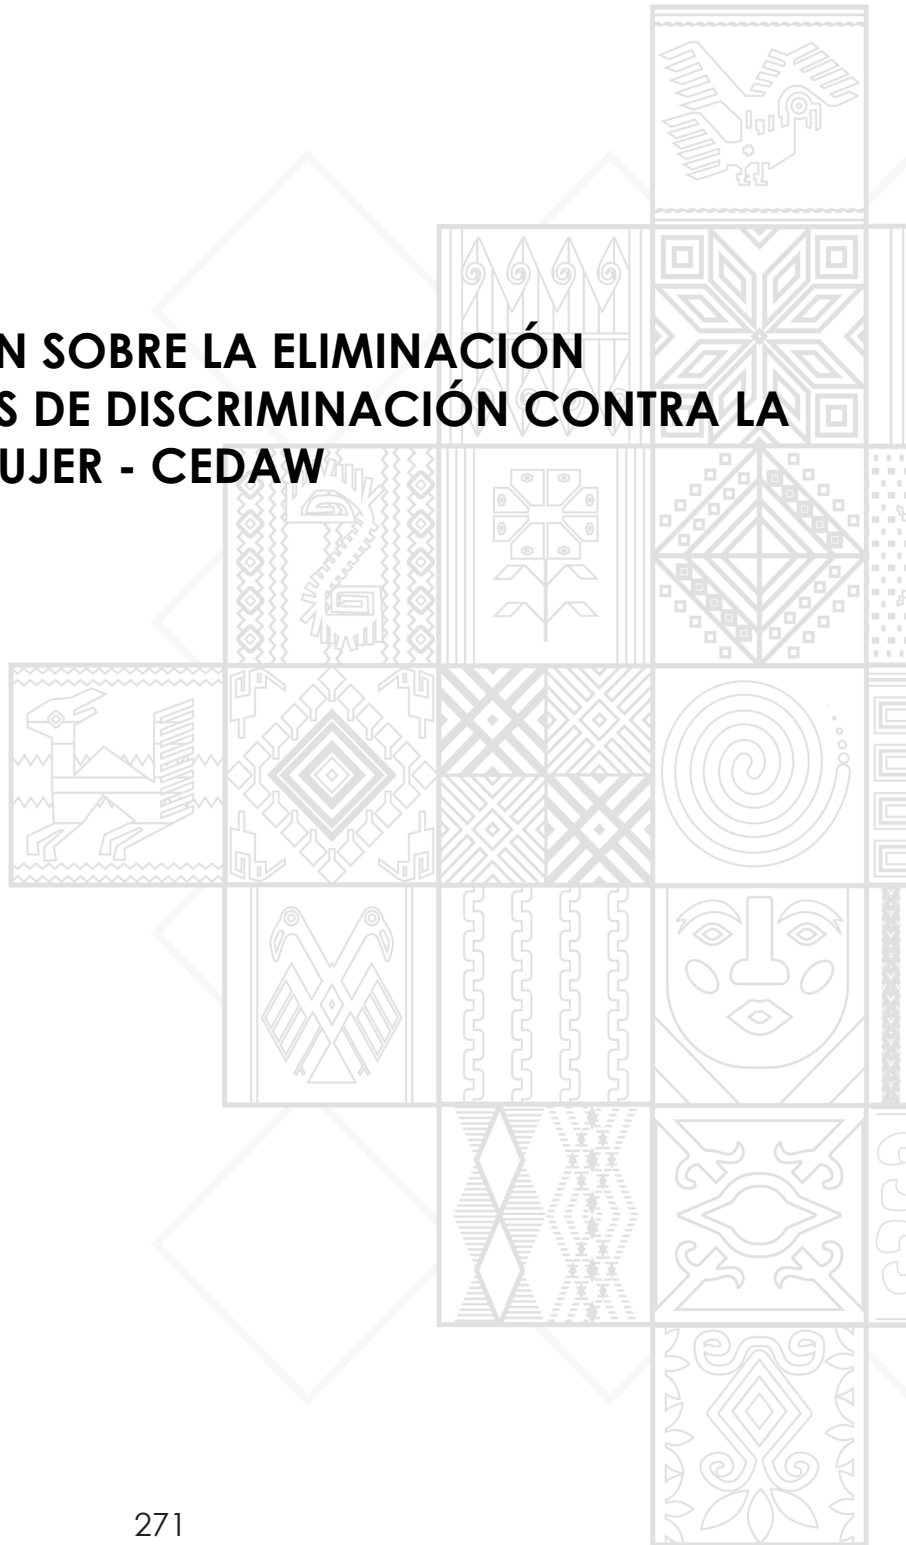 N SOBRE LA ELIMINACIÓN
S DE DISCRIMINACIÓN CONTRA LA
UJER - CEDAW
271